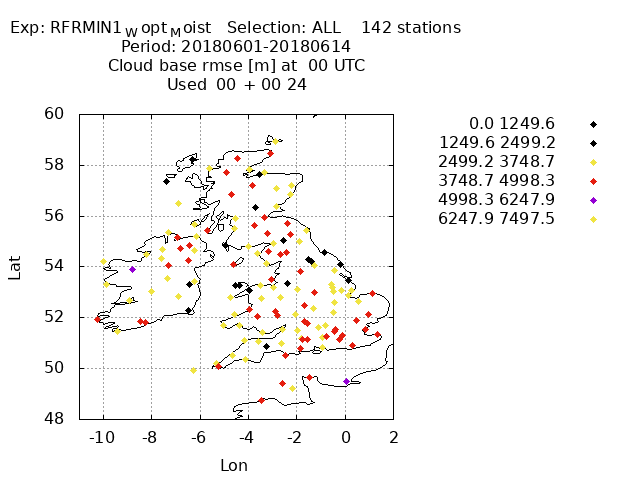 Exp: RFRMIN1WoptMoist Selection: ALL 142 stations
Period: 20180601-20180614
Cloud base rmse [m] at 00 UTC
Used 00 + 00 24
60
58
56
54
52
50
48
Lat
-10 -8 -6 -4 -2 0 2
Lon
0.0 1249.6
1249.6 2499.2
2499.2 3748.7
3748.7 4998.3
4998.3 6247.9
6247.9 7497.5